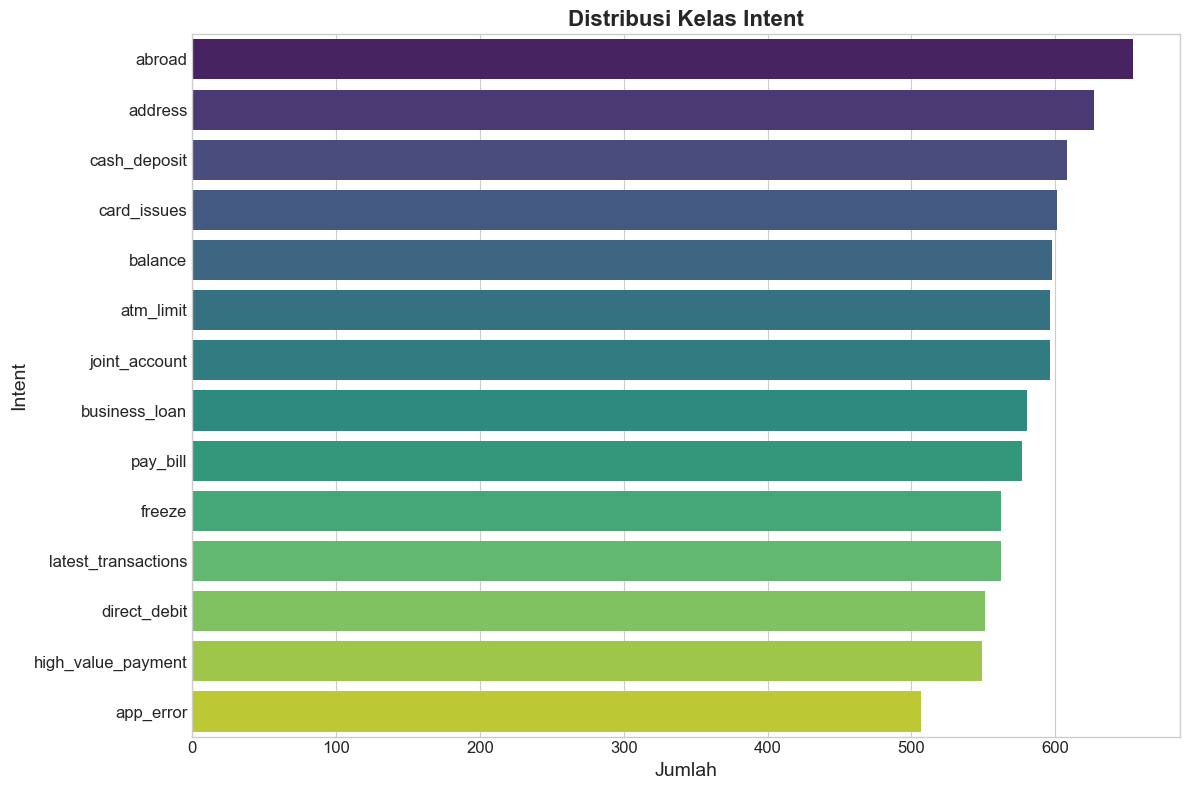 Distribusi Kelas Intent
Intent
abroad
address
cash_deposit
card_issues
balance
atm_limit
joint_account
business_loan
pay_bill
freeze
latest_transactions
direct_debit
high_value_payment
app_error
0 100 200 300 400 500 600
Jumlah